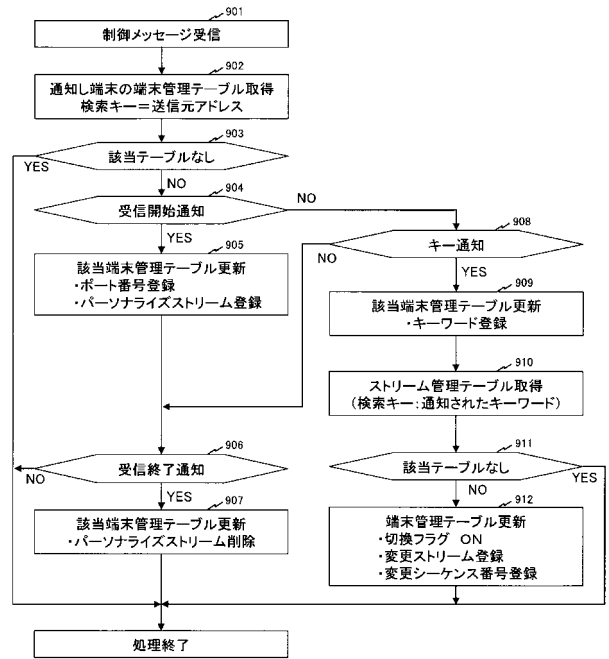 901
制御メッセージ受信
902
通知し端末の端末管理テーブル取得
検索キー＝送信元アドレス
903
該当テーブルなし
YES
NO
904
受信開始通知
NO
YES
905
該当端末管理テーブル更新
・ポート番号登録
・パーソナライズストリーム登録
908
キー通知
NO
YES
909
該当端末管理テーブル更新
・キーワード登録
910
ストリーム管理テーブル取得
(検索キー：通知されたキーワード)
906
受信終了通知
NO
YES
907
該当端末管理テーブル更新
・パーソナライズストリーム削除
911
該当テーブルなし
YES
NO
912
端末管理テーブル更新
・切換フラグ ON
・変更ストリーム登録
・変更シーケンス番号登録
処理終了